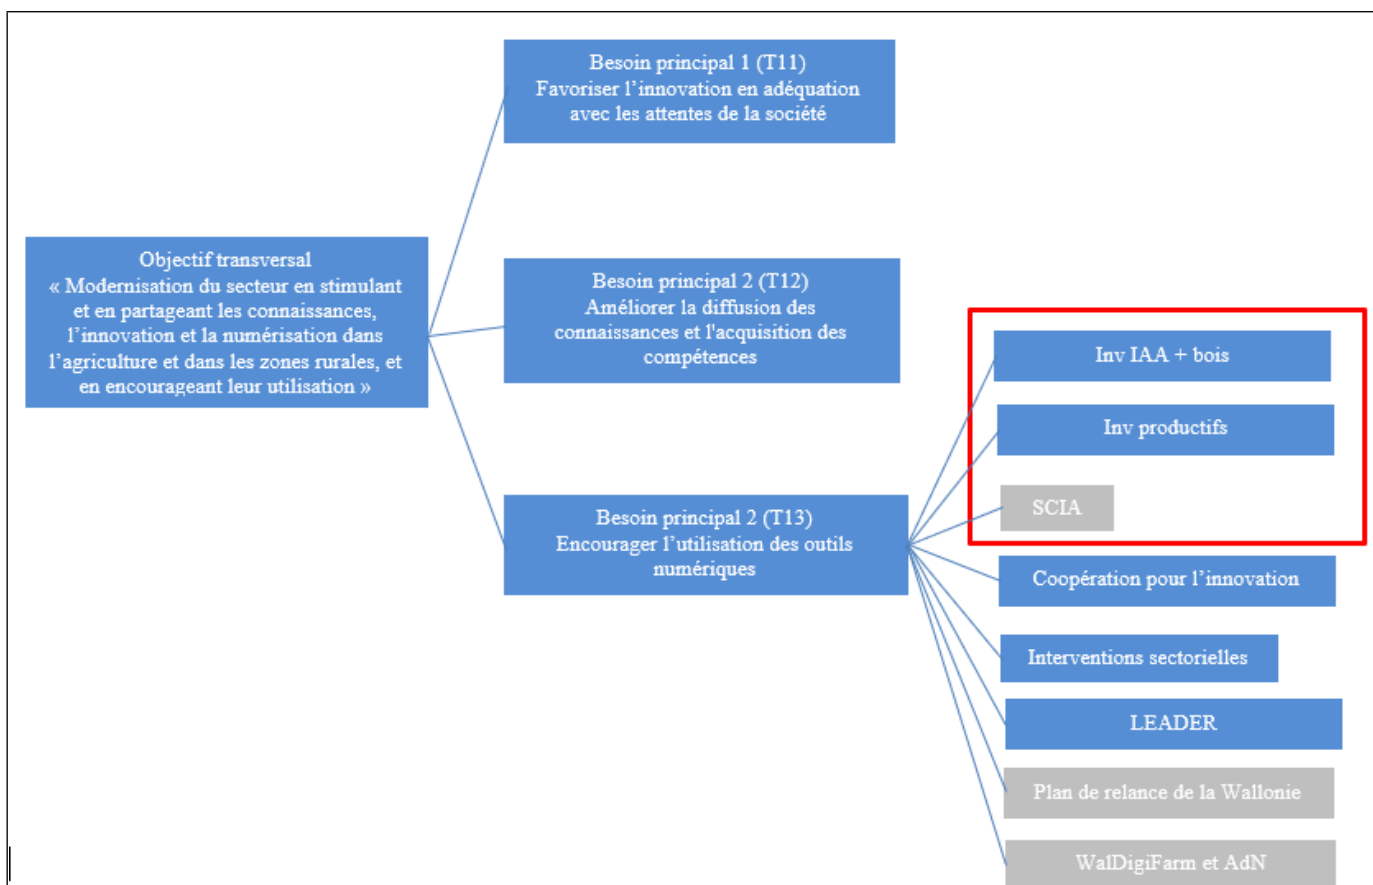 Besoin principal 1 (T11)
Favoriser l’innovation en adéquation
avec les attentes de la société
Objectif transversal
« Modernisation du secteur en stimulant
et en partageant les connaissances,
l’innovation et la numérisation dans
l’agriculture et dans les zones rurales, et
en encourageant leur utilisation »
Besoin principal 2 (T12)
Améliorer la diffusion des
connaissances et l'acquisition des
compétences
Besoin principal 2 (T13)
Encourager l’utilisation des outils
numériques
Inv IAA + bois
Inv productifs
SCIA
Coopération pour l’innovation
Interventions sectorielles
LEADER
Plan de relance de la Wallonie
WalDigiFarm et AdN